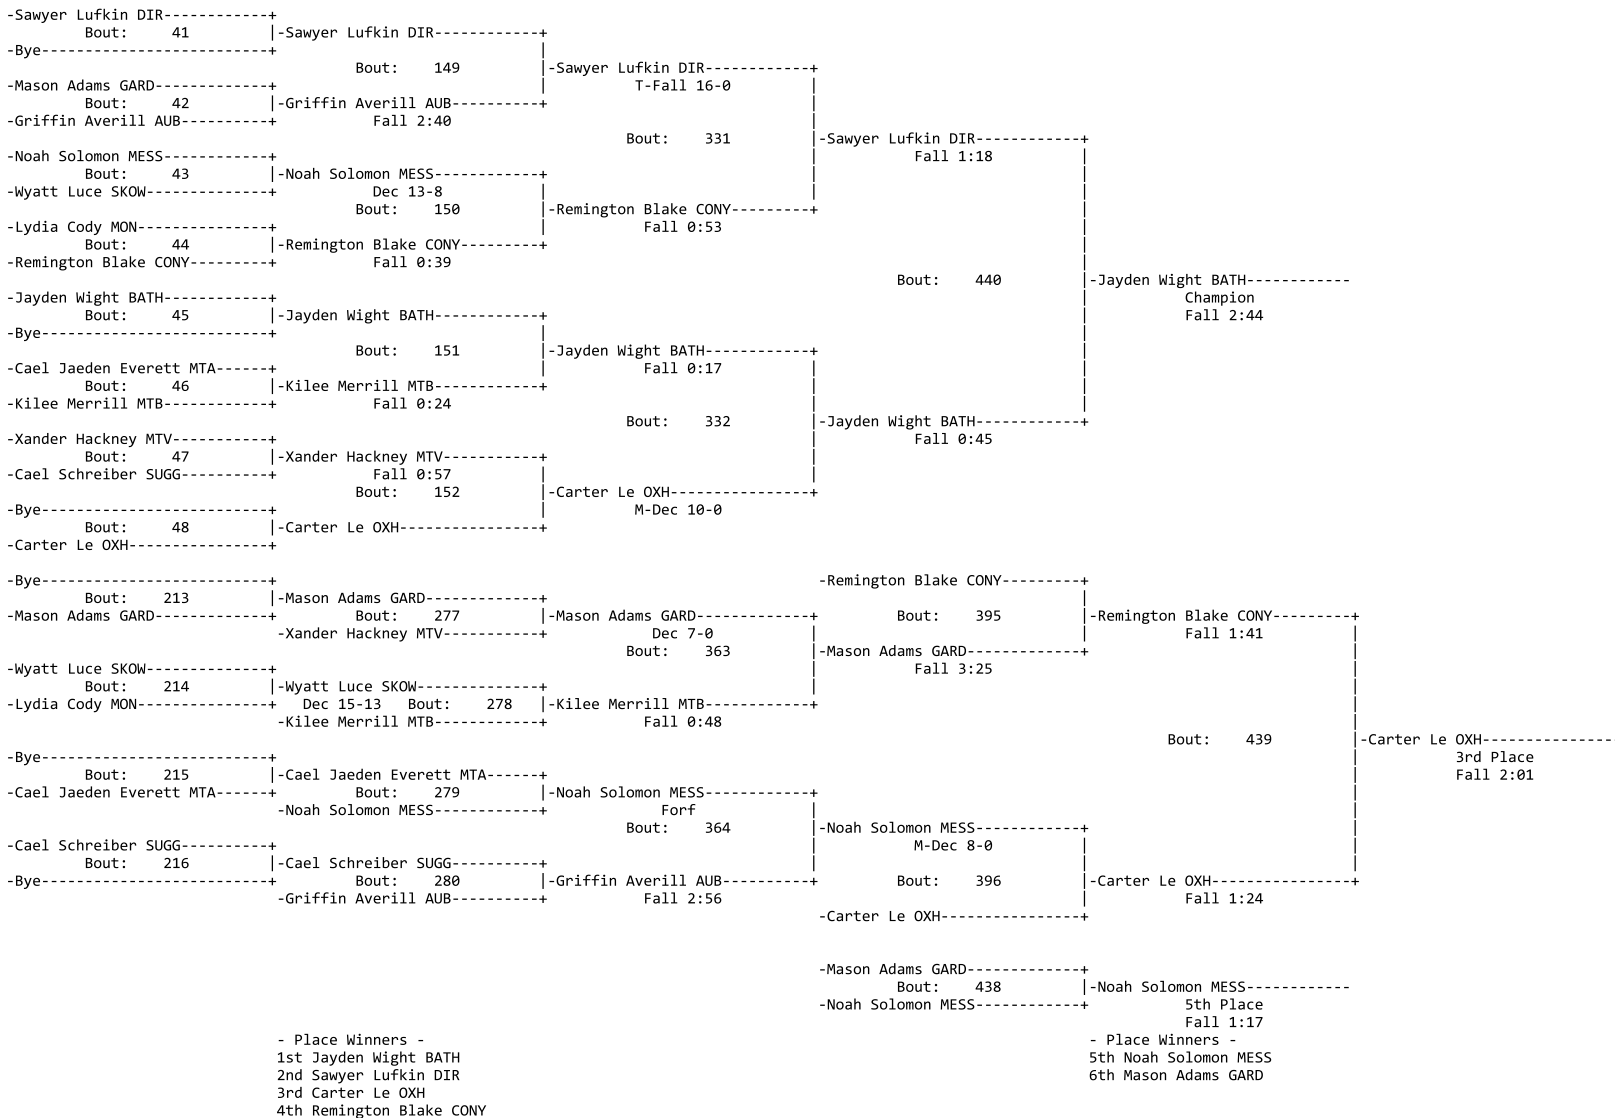 -Sawyer Lufkin DIR------------+
Bout: 41 |-Sawyer Lufkin DIR------------+
-Bye--------------------------+ |
Bout: 149 |-Sawyer Lufkin DIR------------+
-Mason Adams GARD-------------+ | T-Fall 16-0 |
Bout: 42 |-Griffin Averill AUB----------+ |
-Griffin Averill AUB----------+ Fall 2:40 |
Bout: 331 |-Sawyer Lufkin DIR------------+
-Noah Solomon MESS------------+ | Fall 1:18 |
Bout: 43 |-Noah Solomon MESS------------+ | |
-Wyatt Luce SKOW--------------+ Dec 13-8 | | |
Bout: 150 |-Remington Blake CONY---------+ |
-Lydia Cody MON---------------+ | Fall 0:53 |
Bout: 44 |-Remington Blake CONY---------+ |
-Remington Blake CONY---------+ Fall 0:39 |
Bout: 440 |-Jayden Wight BATH------------
-Jayden Wight BATH------------+ | Champion
Bout: 45 |-Jayden Wight BATH------------+ | Fall 2:44
-Bye--------------------------+ | |
Bout: 151 |-Jayden Wight BATH------------+ |
-Cael Jaeden Everett MTA------+ | Fall 0:17 | |
Bout: 46 |-Kilee Merrill MTB------------+ | |
-Kilee Merrill MTB------------+ Fall 0:24 | |
Bout: 332 |-Jayden Wight BATH------------+
-Xander Hackney MTV-----------+ | Fall 0:45
Bout: 47 |-Xander Hackney MTV-----------+ |
-Cael Schreiber SUGG----------+ Fall 0:57 | |
Bout: 152 |-Carter Le OXH----------------+
-Bye--------------------------+ | M-Dec 10-0
Bout: 48 |-Carter Le OXH----------------+
-Carter Le OXH----------------+
-Bye--------------------------+ -Remington Blake CONY---------+
Bout: 213 |-Mason Adams GARD-------------+ |
-Mason Adams GARD-------------+ Bout: 277 |-Mason Adams GARD-------------+ Bout: 395 |-Remington Blake CONY---------+
-Xander Hackney MTV-----------+ Dec 7-0 | | Fall 1:41 |
Bout: 363 |-Mason Adams GARD-------------+ |
-Wyatt Luce SKOW--------------+ | Fall 3:25 |
Bout: 214 |-Wyatt Luce SKOW--------------+ | |
-Lydia Cody MON---------------+ Dec 15-13 Bout: 278 |-Kilee Merrill MTB------------+ |
-Kilee Merrill MTB------------+ Fall 0:48 |
Bout: 439 |-Carter Le OXH---------------
-Bye--------------------------+ | 3rd Place
Bout: 215 |-Cael Jaeden Everett MTA------+ | Fall 2:01
-Cael Jaeden Everett MTA------+ Bout: 279 |-Noah Solomon MESS------------+ |
-Noah Solomon MESS------------+ Forf | |
Bout: 364 |-Noah Solomon MESS------------+ |
-Cael Schreiber SUGG----------+ | M-Dec 8-0 | |
Bout: 216 |-Cael Schreiber SUGG----------+ | | |
-Bye--------------------------+ Bout: 280 |-Griffin Averill AUB----------+ Bout: 396 |-Carter Le OXH----------------+
-Griffin Averill AUB----------+ Fall 2:56 | Fall 1:24
-Carter Le OXH----------------+
-Mason Adams GARD-------------+
Bout: 438 |-Noah Solomon MESS------------
-Noah Solomon MESS------------+ 5th Place
Fall 1:17
- Place Winners - - Place Winners -
1st Jayden Wight BATH 5th Noah Solomon MESS
2nd Sawyer Lufkin DIR 6th Mason Adams GARD
3rd Carter Le OXH
4th Remington Blake CONY